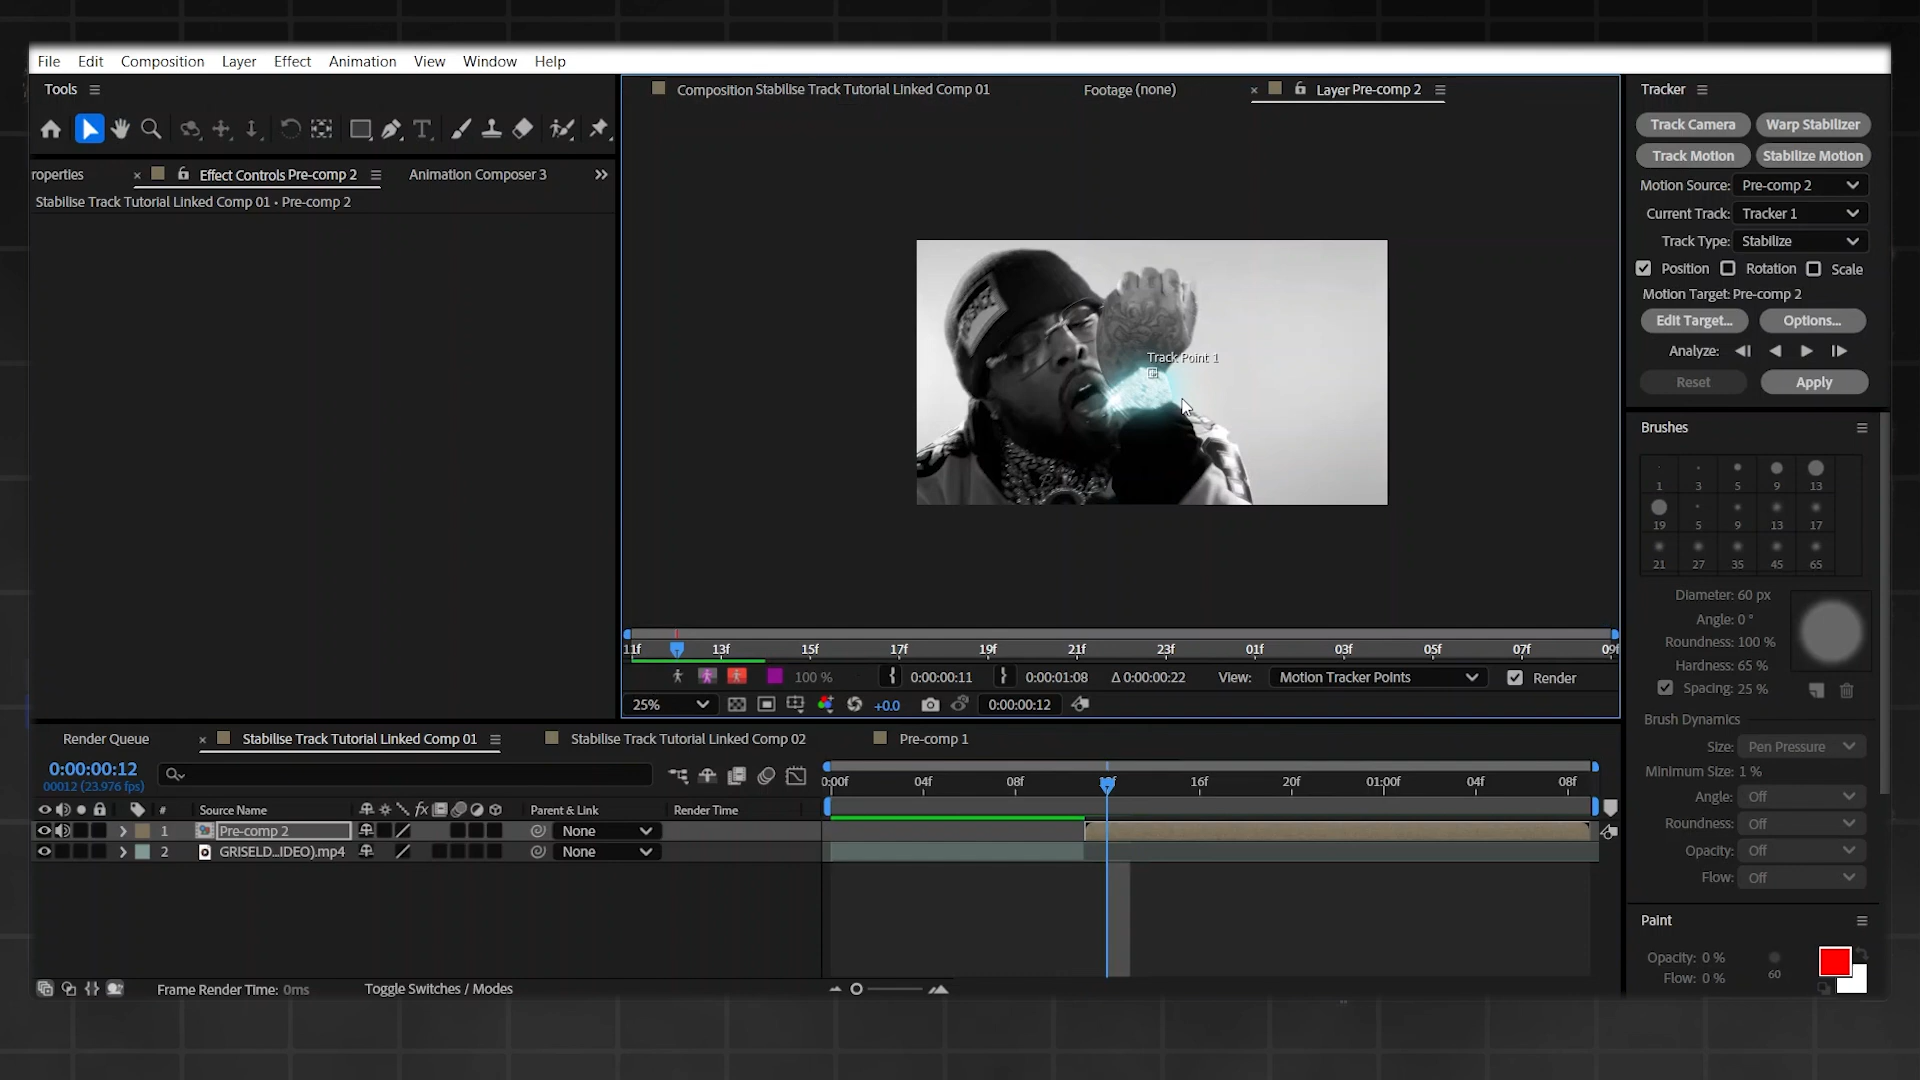 File Edit Composition Layer Effect Animation View Window Help
Tools
roperties
Effect Controls Pre-comp 2
Animation Composer 3
Stabilise Track Tutorial Linked Comp 01 • Pre-comp 2
Composition Stabilise Track Tutorial Linked Comp 01
Footage (none)
Layer Pre-comp 2
Track Point 1
11f 13f 15f 17f 19f 21f 23f 01f 03f 05f 07f 09f
100 %
0:00:00:11
0:00:01:08
Δ 0:00:00:22
View: Motion Tracker Points
Render
25%
+0.0
0:00:00:12
Tracker
Track Camera Warp Stabilizer
Track Motion Stabilize Motion
Motion Source: Pre-comp 2
Current Track: Tracker 1
Track Type: Stabilize
Position Rotation Scale
Motion Target: Pre-comp 2
Edit Target... Options...
Analyze:
Reset Apply
Brushes
1 3 5 9 13
19 5 9 13 17
21 27 35 45 65
Diameter: 60 px
Angle: 0 °
Roundness: 100 %
Hardness: 65 %
Spacing: 25 %
Brush Dynamics
Size: Pen Pressure
Minimum Size: 1 %
Angle: Off
Roundness: Off
Opacity: Off
Flow: Off
Paint
Opacity: 0 %
Flow: 0 %
60
Render Queue
Stabilise Track Tutorial Linked Comp 01
Stabilise Track Tutorial Linked Comp 02
Pre-comp 1
0:00:00:12
00012 (23.976 fps)
0:00f 04f 08f 16f 20f 01:00f 04f 08f
# Source Name fx Parent & Link Render Time
1 Pre-comp 2 None
2 GRISELD...IDEO).mp4 None
Frame Render Time: 0ms
Toggle Switches / Modes